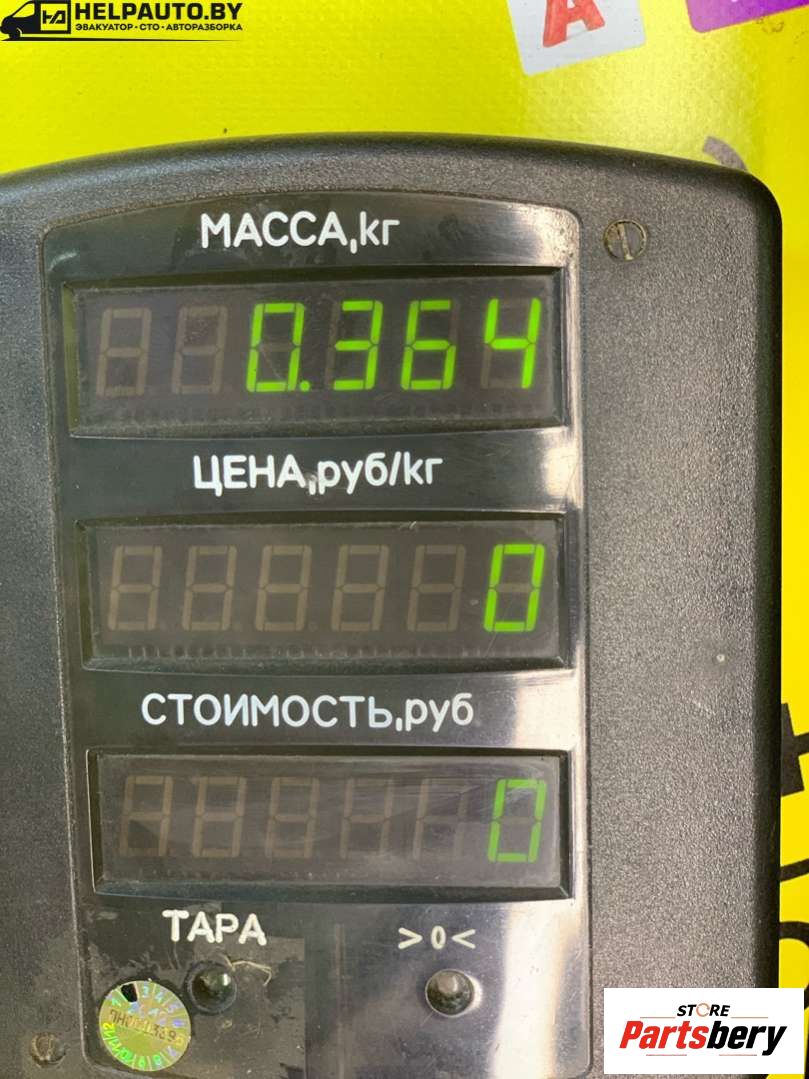 HELPAUTO.BY
ЭВАКУАТОР•СТО•АВТОРАЗБОРКА
А
МАССА,кг
0.364
ЦЕНА,руб/кг
0
СТОИМОСТЬ,руб
0
ТАРА >0<
STORE
Partsbery